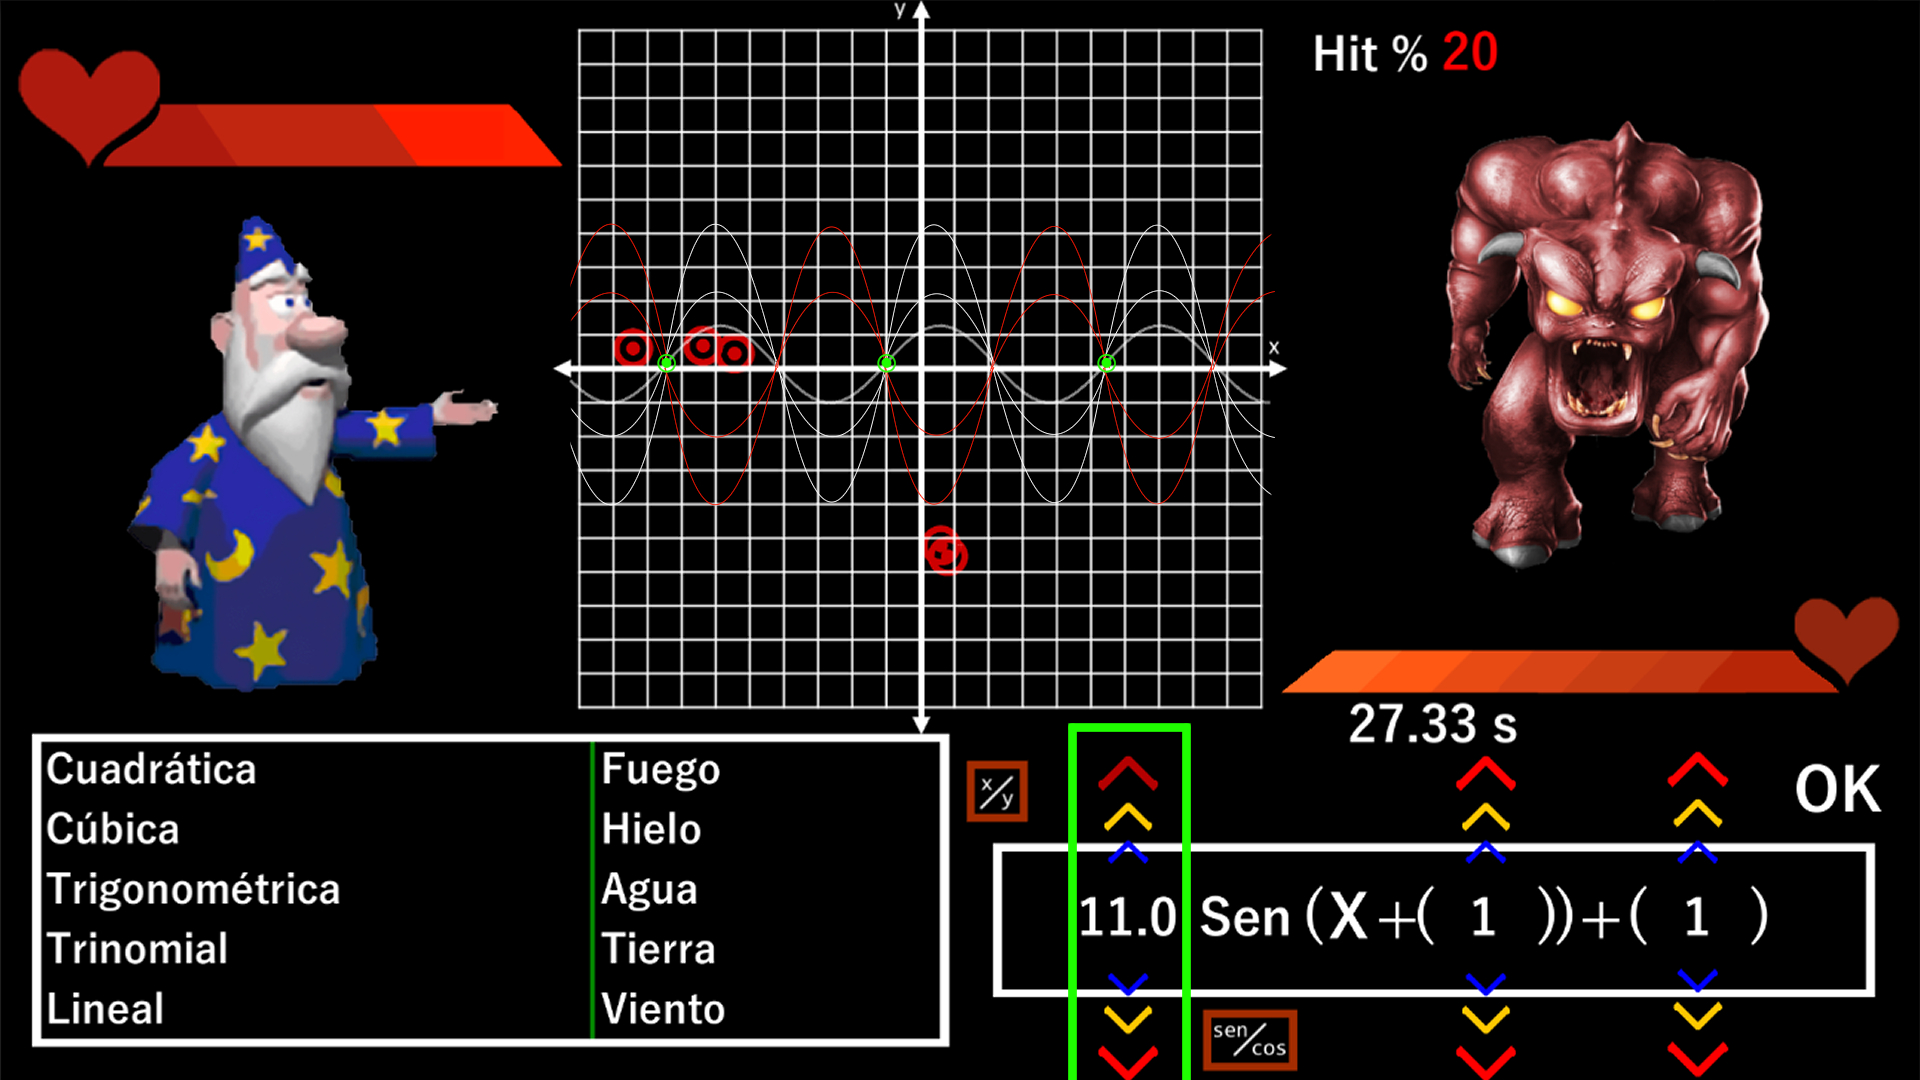 y
Hit % 20
x
27.33 s
Cuadrática
Fuego
Cúbica
Hielo
Trigonométrica
Agua
Trinomial
Tierra
Lineal
Viento
x/y
OK
11.0 Sen (X +( 1 ))+( 1 )
sen/cos